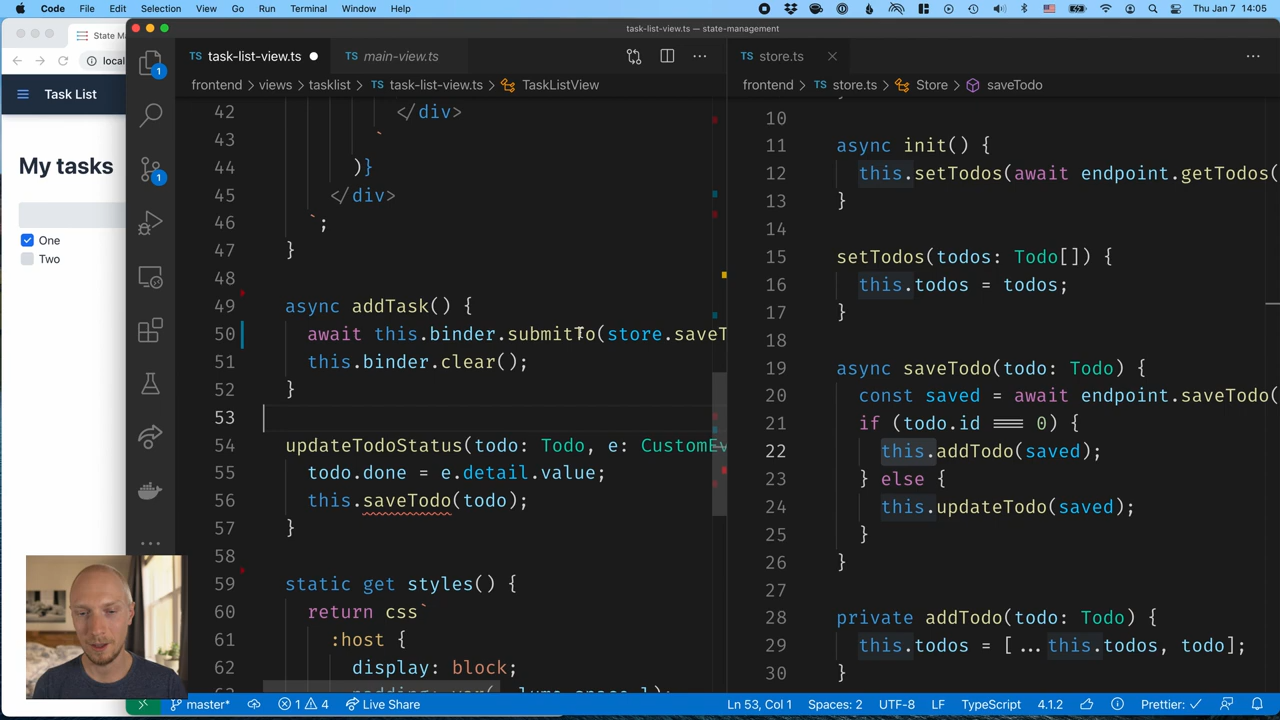 Code File Edit Selection View Go Run Terminal Window Help Thu Jan 7 14:05
task-list-view.ts — state-management
State M
local
Task List
My tasks
One
Two
TS task-list-view.ts
TS main-view.ts
TS store.ts
frontend › views › tasklist › TS task-list-view.ts › TaskListView
frontend › TS store.ts › Store › saveTodo
1
1
42 </div>
43 `
44 )}
45 </div>
46 `;
47 }
48
49 async addTask() {
50 await this.binder.submitTo(store.saveT
51 this.binder.clear();
52 }
53
54 updateTodoStatus(todo: Todo, e: CustomEv
55 todo.done = e.detail.value;
56 this.saveTodo(todo);
57 }
58
59 static get styles() {
60 return css`
61 :host {
62 display: block;
10
11 async init() {
12 this.setTodos(await endpoint.getTodos(
13 }
14
15 setTodos(todos: Todo[]) {
16 this.todos = todos;
17 }
18
19 async saveTodo(todo: Todo) {
20 const saved = await endpoint.saveTodo(
21 if (todo.id === 0) {
22 this.addTodo(saved);
23 } else {
24 this.updateTodo(saved);
25 }
26 }
27
28 private addTodo(todo: Todo) {
29 this.todos = [...this.todos, todo];
30 }
master* 1 4 Live Share Ln 53, Col 1 Spaces: 2 UTF-8 LF TypeScript 4.1.2 Prettier: ✓